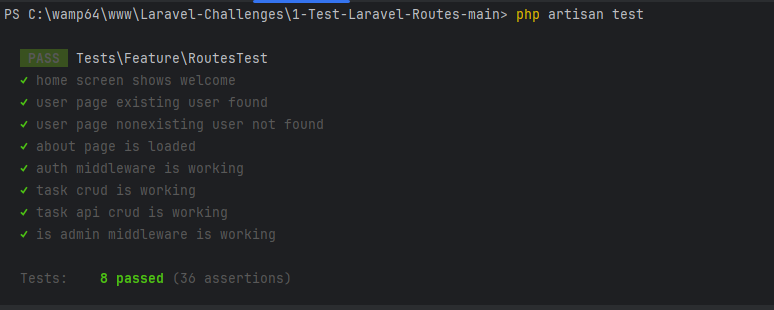 PS C:\wamp64\www\Laravel-Challenges\1-Test-Laravel-Routes-main> php artisan test
PASS Tests\Feature\RoutesTest
✓ home screen shows welcome
✓ user page existing user found
✓ user page nonexisting user not found
✓ about page is loaded
✓ auth middleware is working
✓ task crud is working
✓ task api crud is working
✓ is admin middleware is working
Tests: 8 passed (36 assertions)